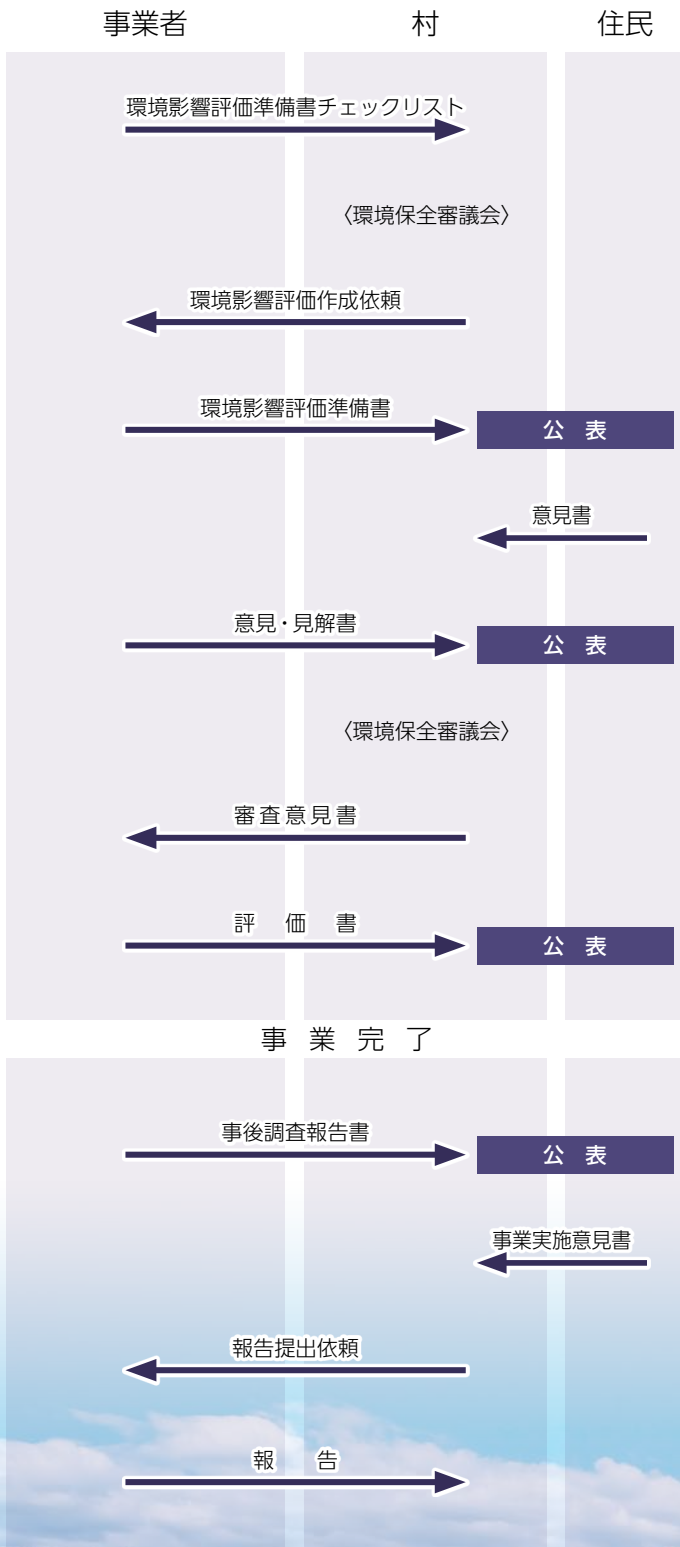 事業者 村 住民
環境影響評価準備書チェックリスト
〈環境保全審議会〉
環境影響評価作成依頼
環境影響評価準備書
公 表
意見書
意見・見解書
公 表
〈環境保全審議会〉
審査意見書
評 価 書
公 表
事 業 完 了
事後調査報告書
公 表
事業実施意見書
報告提出依頼
報 告